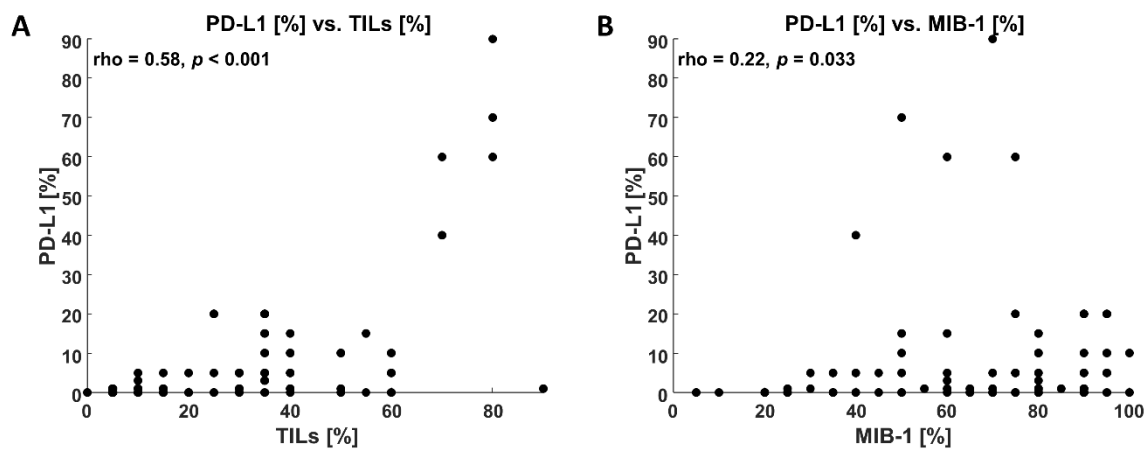 A
PD-L1 [%] vs. TILs [%]
rho = 0.58, p < 0.001
90
80
70
60
50
40
30
20
10
0
PD-L1 [%]
0 20 40 60 80
TILs [%]
B
PD-L1 [%] vs. MIB-1 [%]
rho = 0.22, p = 0.033
90
80
70
60
50
40
30
20
10
0
PD-L1 [%]
0 20 40 60 80 100
MIB-1 [%]